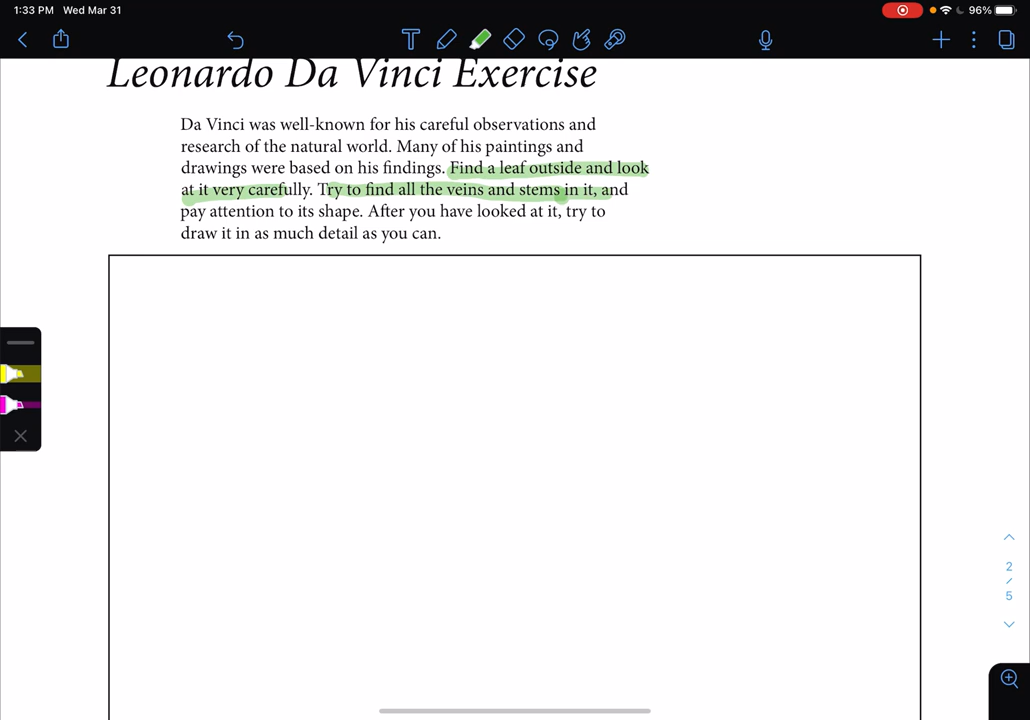 1:33 PM Wed Mar 31
96%
Leonardo Da Vinci Exercise
Da Vinci was well-known for his careful observations and
research of the natural world. Many of his paintings and
drawings were based on his findings. Find a leaf outside and look
at it very carefully. Try to find all the veins and stems in it, and
pay attention to its shape. After you have looked at it, try to
draw it in as much detail as you can.
2
/
5